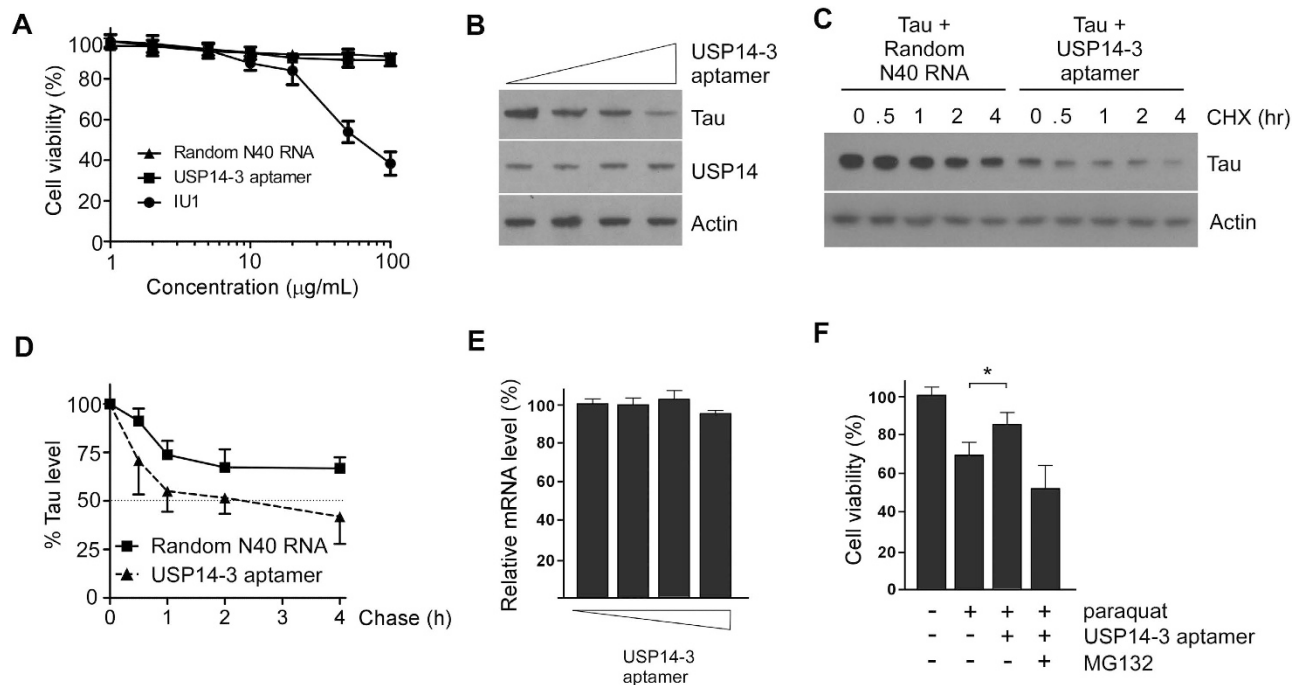 A
Cell viability (%)
100
80
60
40
20
0
Random N40 RNA
USP14-3 aptamer
IU1
1
10
100
Concentration (μg/mL)
B
USP14-3
aptamer
Tau
USP14
Actin
C
Tau +
Random
N40 RNA
Tau +
USP14-3
aptamer
0 .5 1 2 4 0 .5 1 2 4 CHX (hr)
Tau
Actin
D
% Tau level
100
75
50
25
0
Random N40 RNA
USP14-3 aptamer
0 1 2 3 4 Chase (h)
E
Relative mRNA level (%)
100
80
60
40
20
USP14-3
aptamer
F
Cell viability (%)
100
80
60
40
20
0
*
- + + + paraquat
- - + + USP14-3 aptamer
- - - + MG132